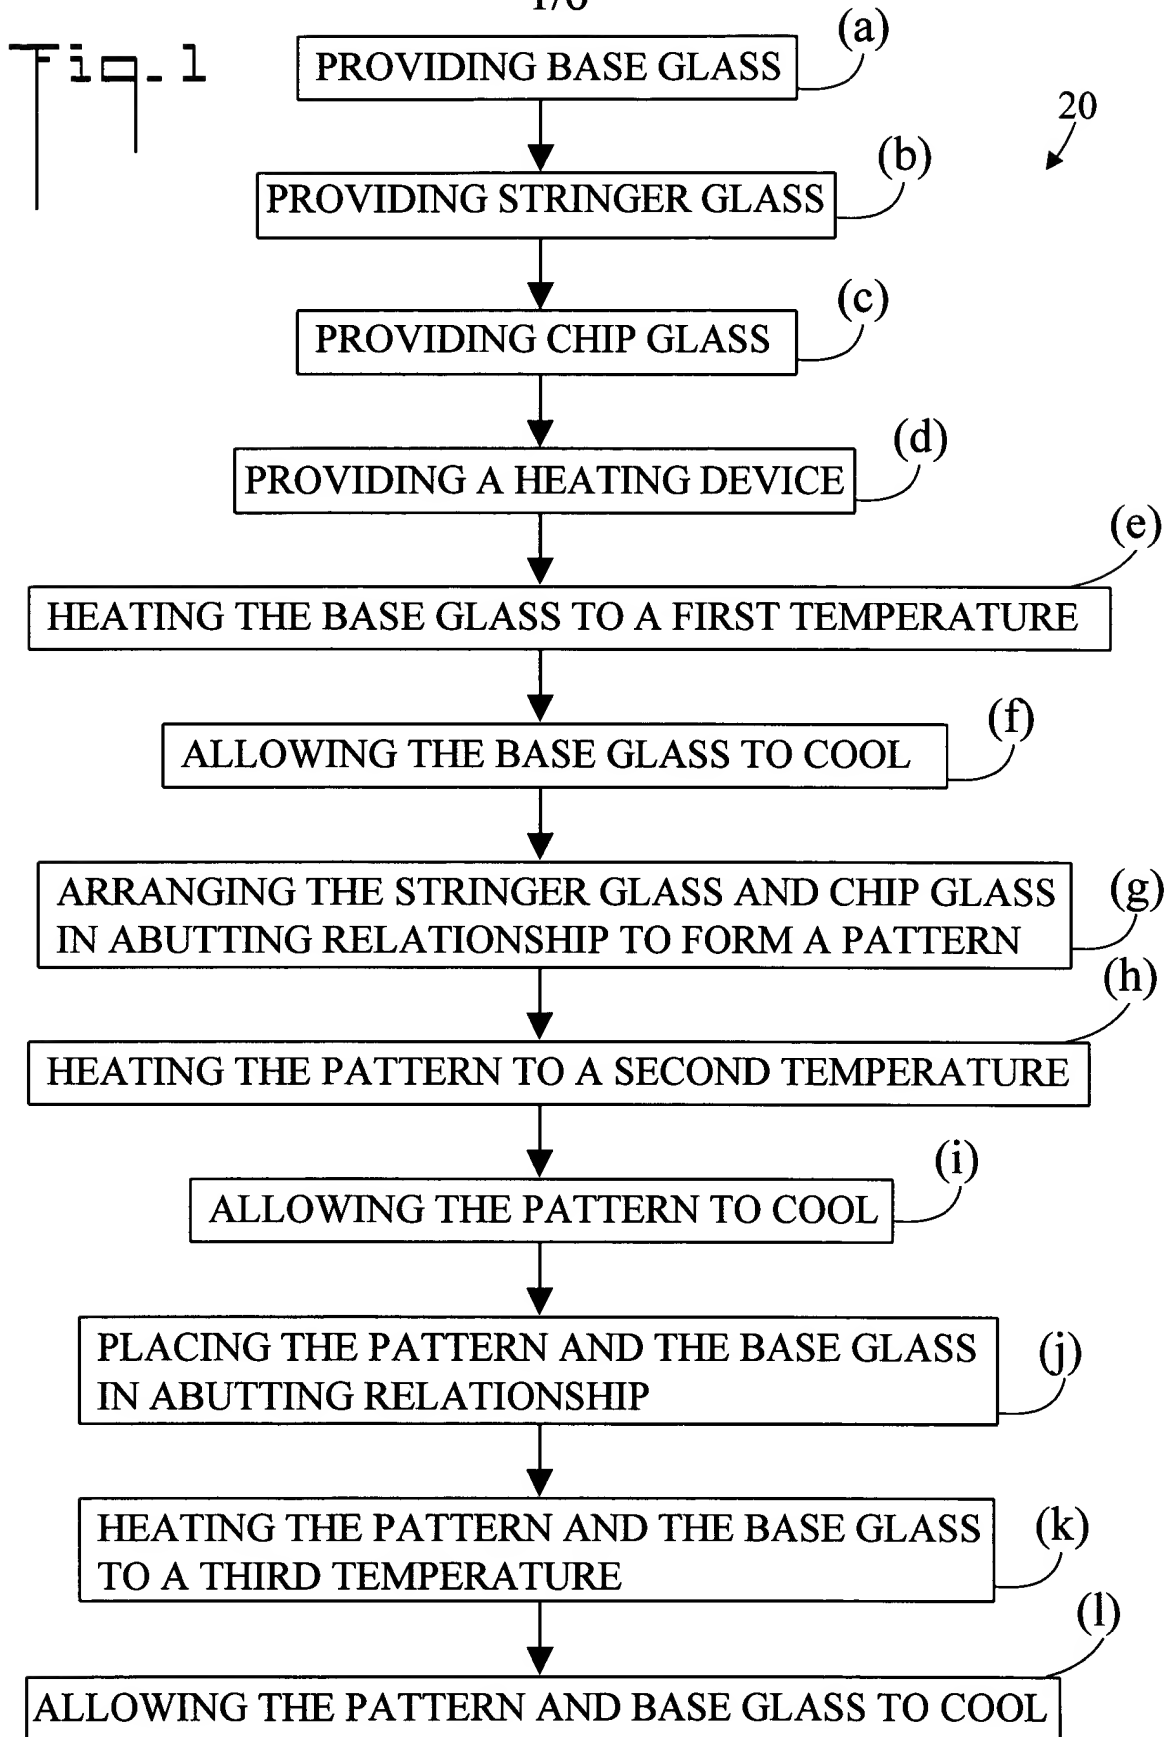 Fig. 1
PROVIDING BASE GLASS
(a)
20
PROVIDING STRINGER GLASS
(b)
PROVIDING CHIP GLASS
(c)
PROVIDING A HEATING DEVICE
(d)
HEATING THE BASE GLASS TO A FIRST TEMPERATURE
(e)
ALLOWING THE BASE GLASS TO COOL
(f)
ARRANGING THE STRINGER GLASS AND CHIP GLASS
IN ABUTTING RELATIONSHIP TO FORM A PATTERN
(g)
HEATING THE PATTERN TO A SECOND TEMPERATURE
(h)
ALLOWING THE PATTERN TO COOL
(i)
PLACING THE PATTERN AND THE BASE GLASS
IN ABUTTING RELATIONSHIP
(j)
HEATING THE PATTERN AND THE BASE GLASS
TO A THIRD TEMPERATURE
(k)
ALLOWING THE PATTERN AND BASE GLASS TO COOL
(l)